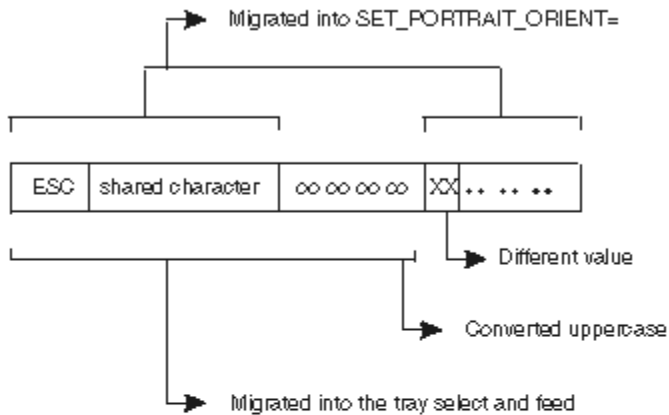 Migrated into SET_PORTRAIT_ORIENT=
ESC shared character ∞ ∞ ∞ ∞ XX .. .. ..
Different value
Converted uppercase
Migrated into the tray select and feed